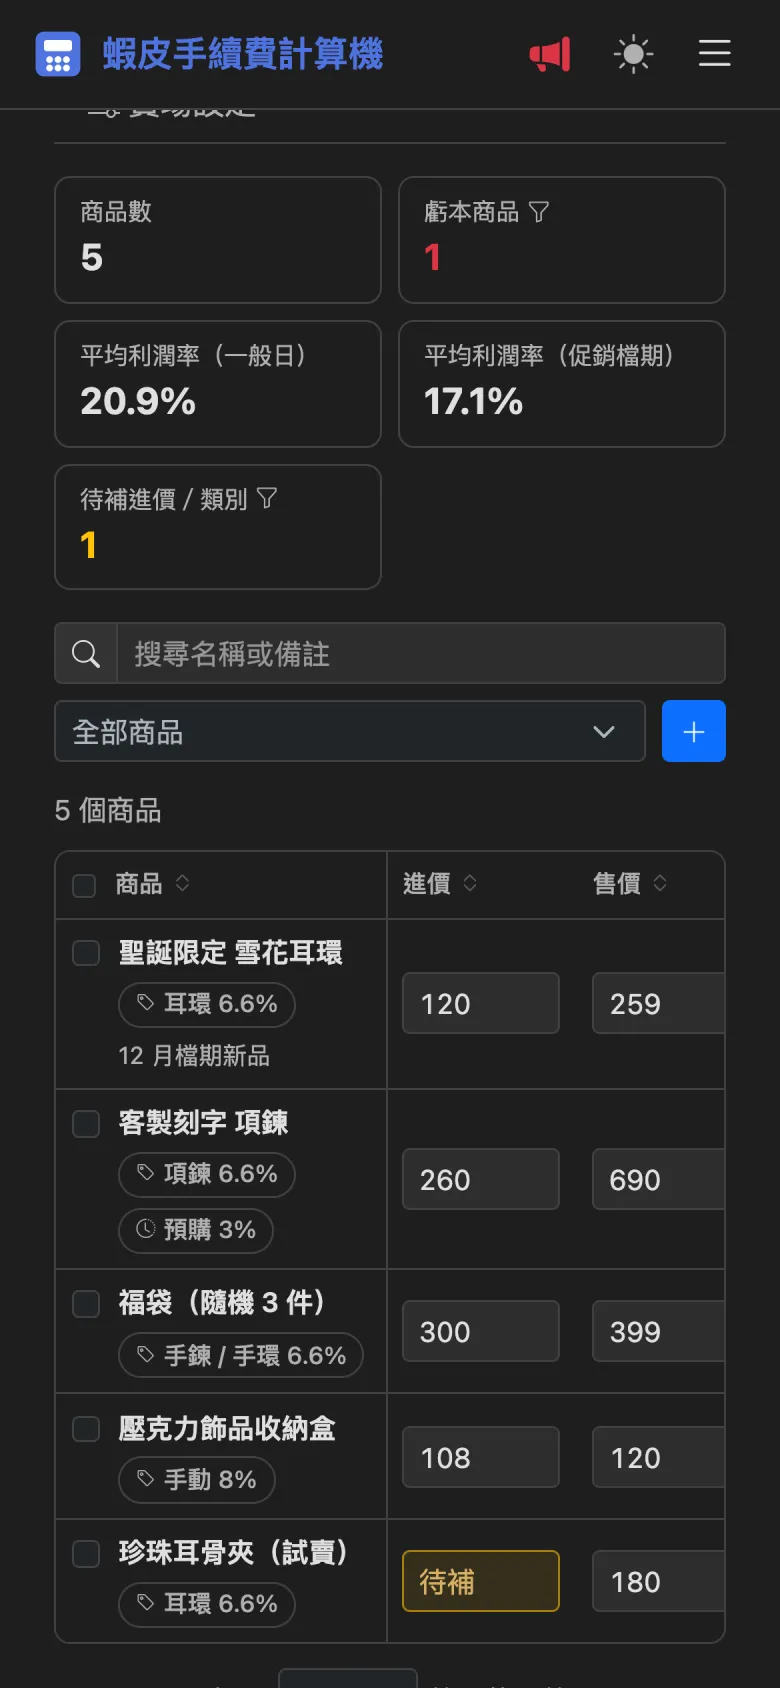 蝦皮手續費計算機
賣場設定
商品數
5
虧本商品
1
平均利潤率（一般日）
20.9%
平均利潤率（促銷檔期）
17.1%
待補進價 / 類別
1
搜尋名稱或備註
全部商品
5 個商品
商品 進價 售價
聖誕限定 雪花耳環
耳環 6.6%
12 月檔期新品
120 259
客製刻字 項鍊
項鍊 6.6%
預購 3%
260 690
福袋（隨機 3 件）
手鍊 / 手環 6.6%
300 399
壓克力飾品收納盒
手動 8%
108 120
珍珠耳骨夾（試賣）
耳環 6.6%
待補 180